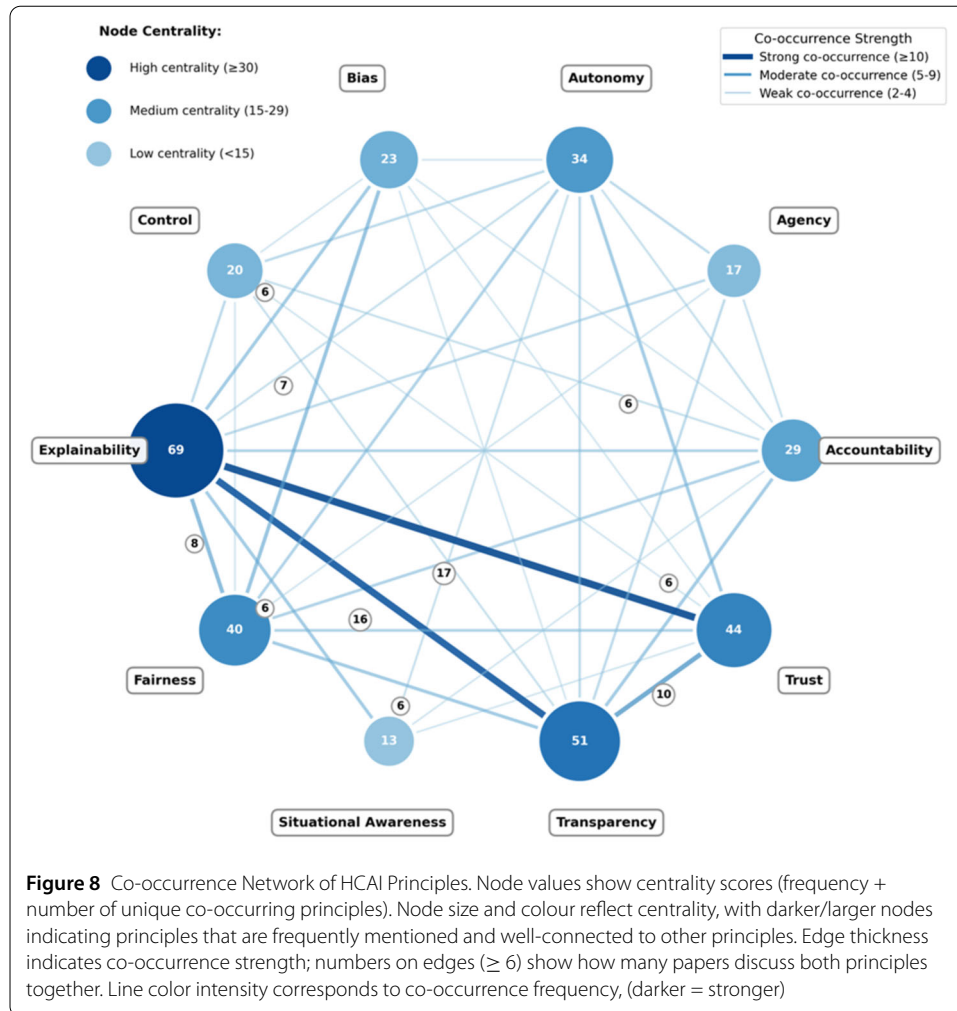 Node Centrality:
High centrality (≥30)
Medium centrality (15-29)
Low centrality (<15)
Co-occurrence Strength
Strong co-occurrence (≥10)
Moderate co-occurrence (5-9)
Weak co-occurrence (2-4)
Bias
Autonomy
23
34
Control
Agency
20
17
6
7
6
Explainability
69
29
Accountability
8
17
6
6
16
40
44
Fairness
Trust
10
6
13
51
Situational Awareness
Transparency
Figure 8 Co-occurrence Network of HCAI Principles. Node values show centrality scores (frequency +
number of unique co-occurring principles). Node size and colour reflect centrality, with darker/larger nodes
indicating principles that are frequently mentioned and well-connected to other principles. Edge thickness
indicates co-occurrence strength; numbers on edges (≥ 6) show how many papers discuss both principles
together. Line color intensity corresponds to co-occurrence frequency, (darker = stronger)